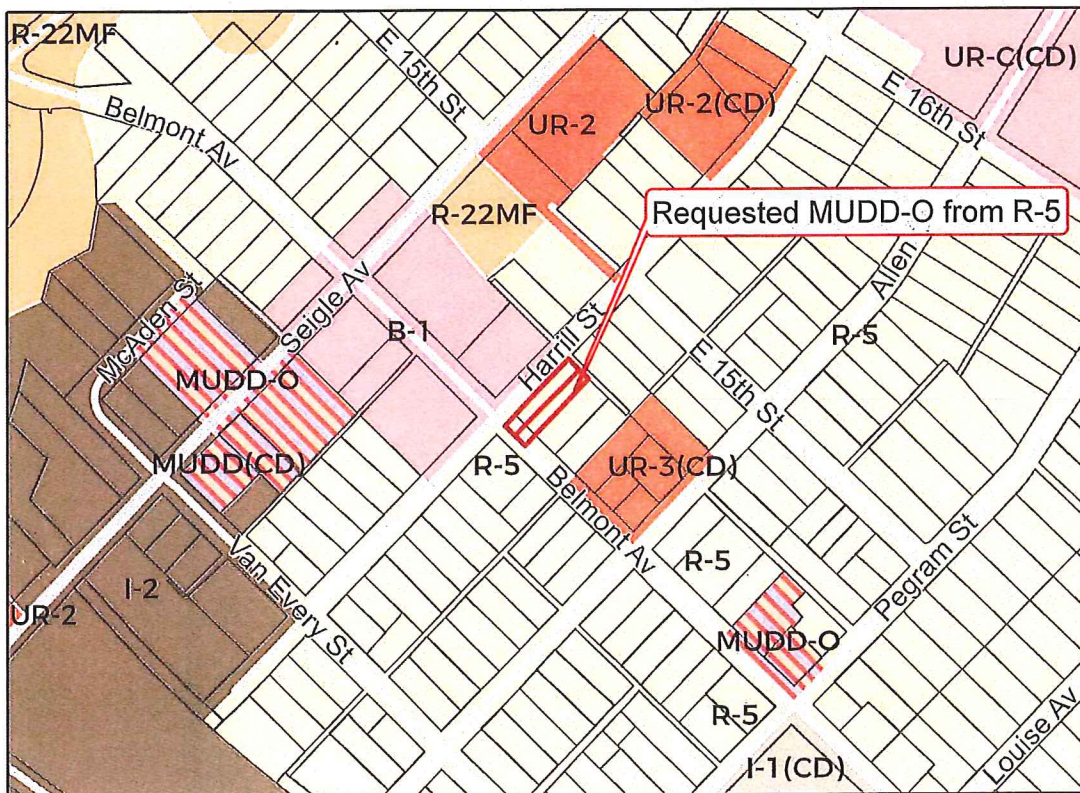 R-22MF
E 15th St
UR-C(CD)
UR-2(CD)
Belmont Av
UR-2
E 16th St
R-22MF
Requested MUDD-O from R-5
Allen
McAden St
Seigle Av
B-1
Harrill St
R-5
MUDD-O
E 15th St
MUDD(CD)
R-5
UR-3(CD)
Belmont Av
Van Every St
I-2
R-5
Pegram St
UR-2
MUDD-O
R-5
Louise Av
I-1(CD)